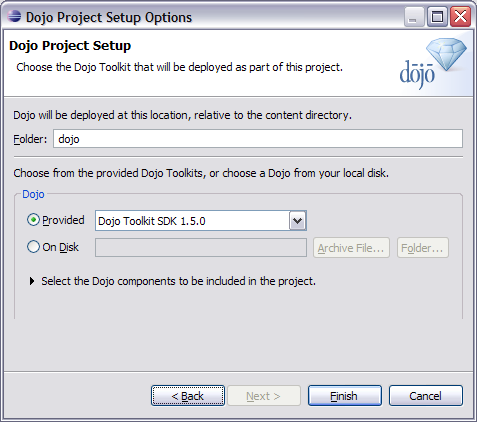 Dojo Project Setup Options
Dojo Project Setup
Choose the Dojo Toolkit that will be deployed as part of this project.
dōjō
Dojo will be deployed at this location, relative to the content directory.
Folder: dojo
Choose from the provided Dojo Toolkits, or choose a Dojo from your local disk.
Dojo
Provided Dojo Toolkit SDK 1.5.0
On Disk Archive File... Folder...
Select the Dojo components to be included in the project.
< Back Next > Finish Cancel